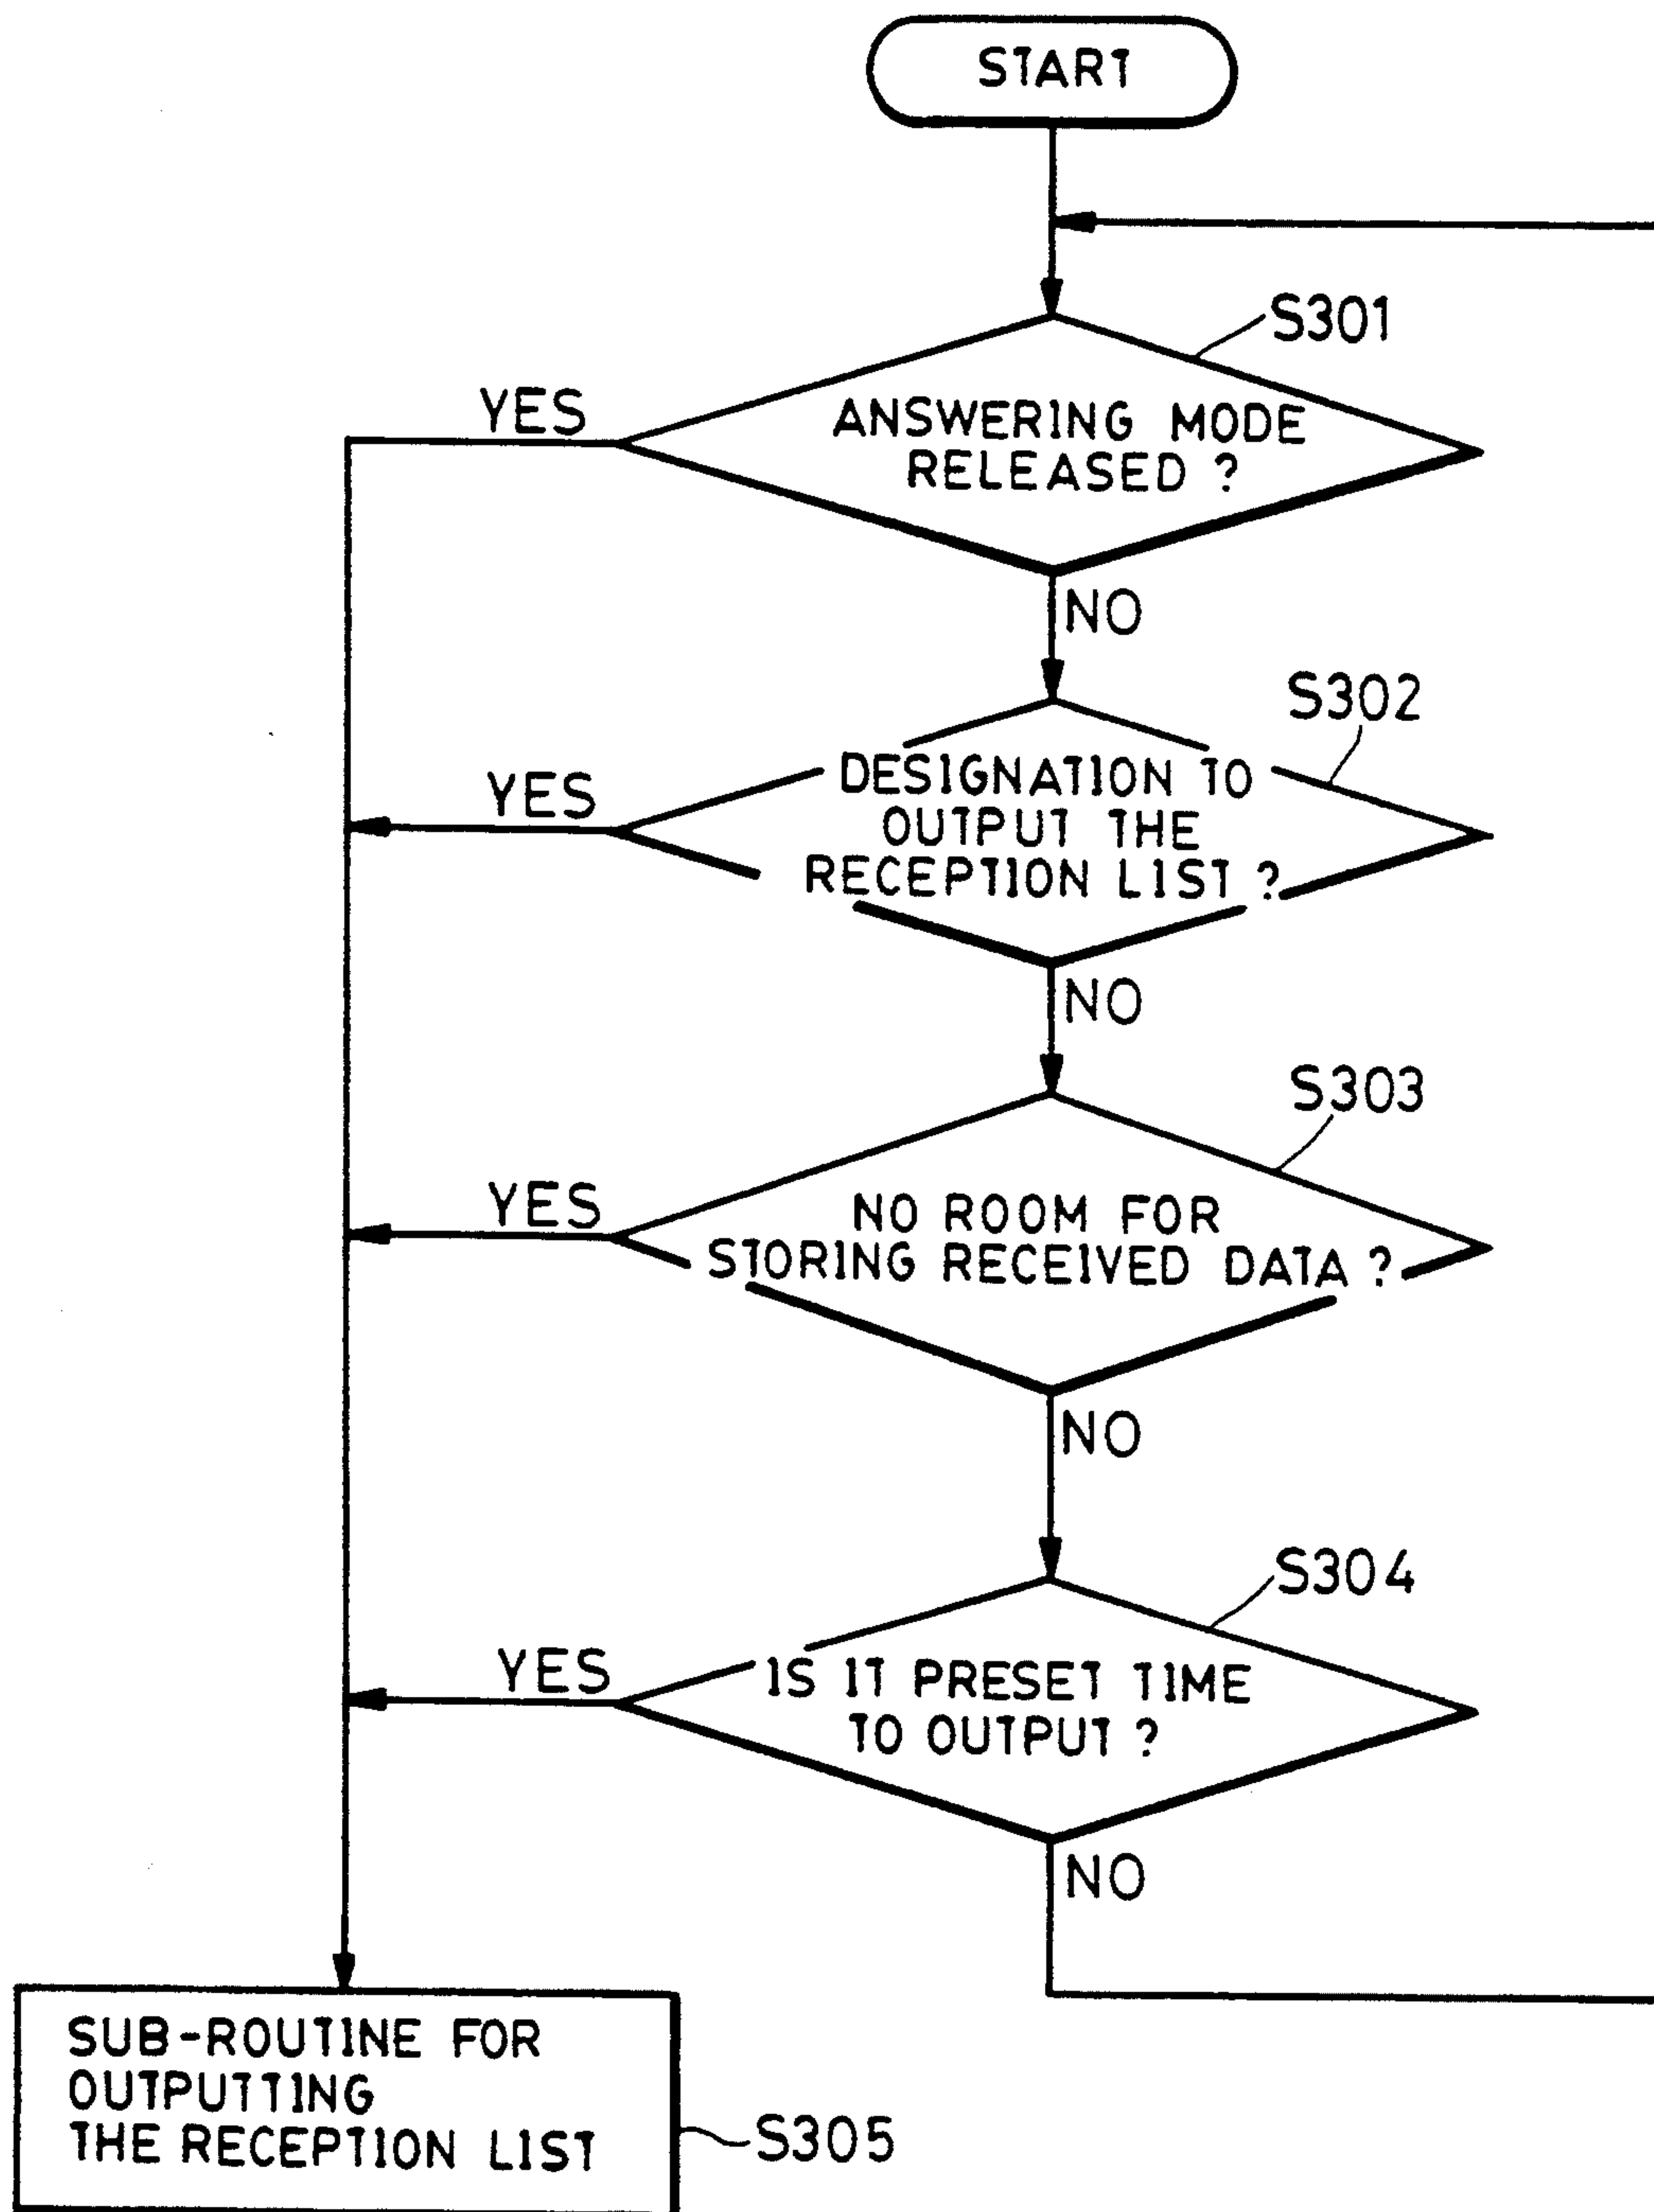 START
S301
YES
ANSWERING MODE
RELEASED ?
NO
S302
YES
DESIGNATION TO
OUTPUT THE
RECEPTION LIST ?
NO
S303
YES
NO ROOM FOR
STORING RECEIVED DATA ?
NO
S304
YES
IS IT PRESET TIME
TO OUTPUT ?
NO
SUB-ROUTINE FOR
OUTPUTTING
THE RECEPTION LIST
S305